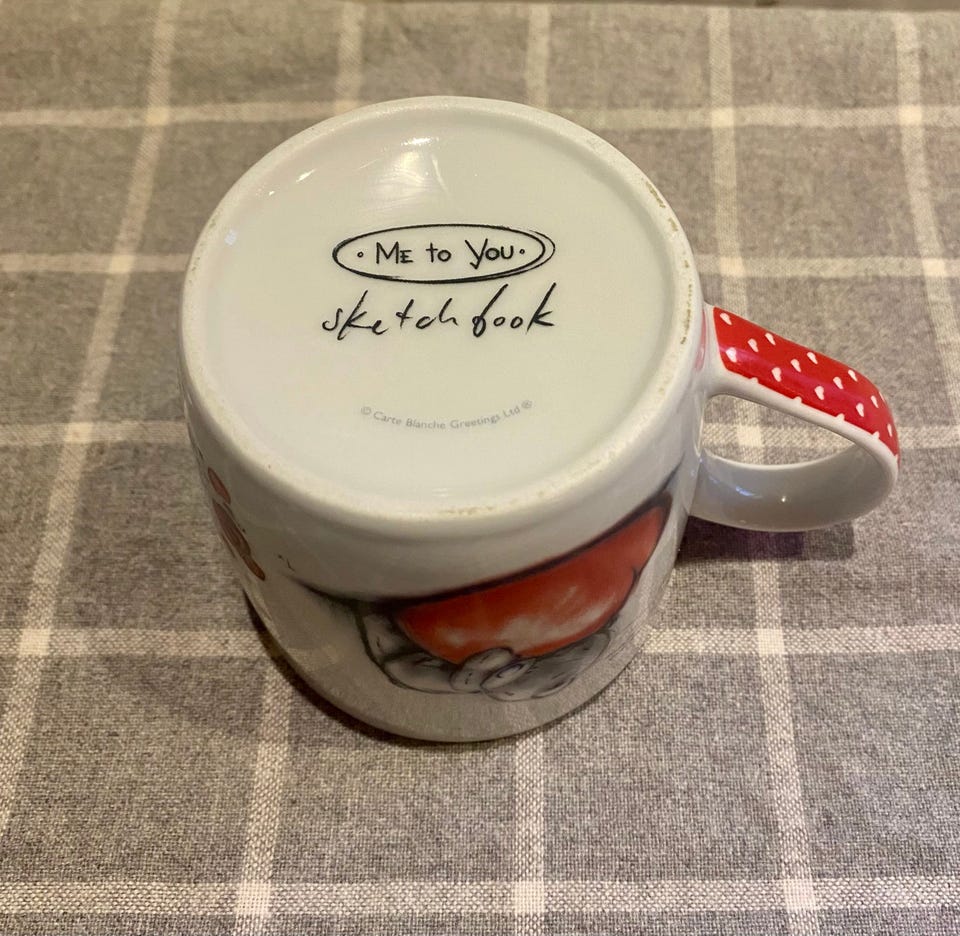 • ME to You •
sketchbook
© Carte Blanche Greetings Ltd ®